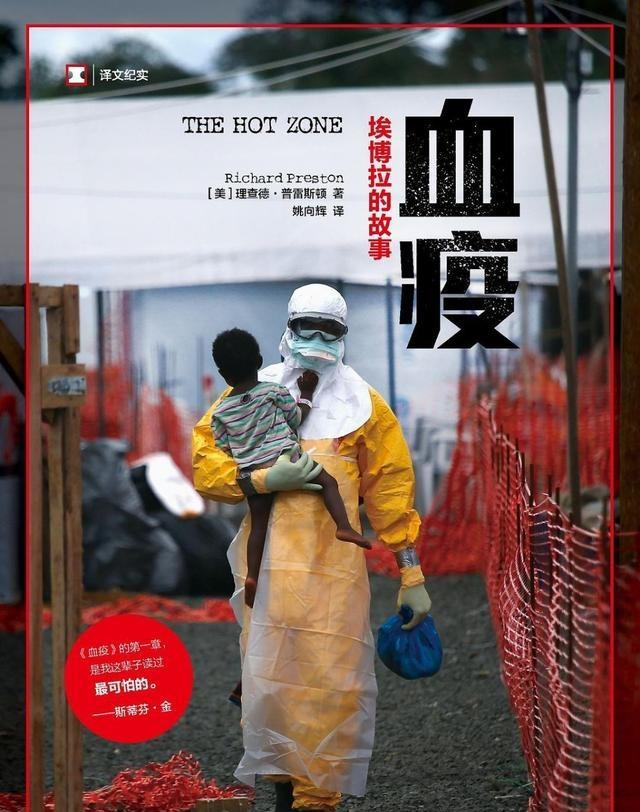 译文纪实
THE HOT ZONE
Richard Preston
[美]理查德·普雷斯顿 著
姚向辉 译
埃博拉的故事
血疫
《血疫》的第一章,
是我这辈子读过
最可怕的。
——斯蒂芬·金